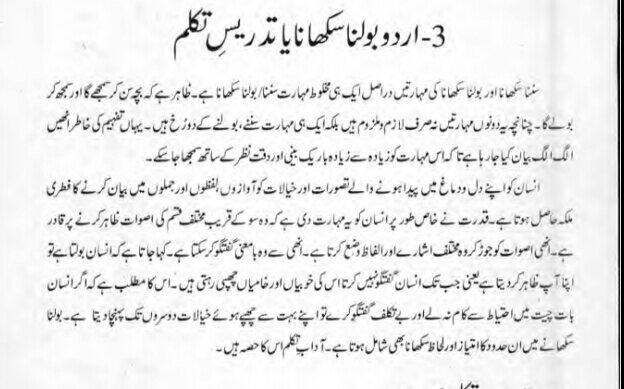 3- اردو بولنا سکھانا یا تدریسِ تکلم
سننا سکھانا اور بولنا سکھانا کی مہارتیں دراصل ایک ہی مخلوط مہارت سننا/بولنا سکھانا ہے۔ ظاہر ہے کہ بچہ سن کر سمجھے گا اور سمجھ کر
بولے گا۔ چنانچہ یہ دونوں مہارتیں نہ صرف لازم و ملزوم ہیں بلکہ ایک ہی مہارت سننے، بولنے کے دو رخ ہیں۔ یہاں تفہیم کی خاطر انھیں
الگ الگ بیان کیا جا رہا ہے تاکہ اس مہارت کو زیادہ سے زیادہ باریک بینی اور دقت نظر کے ساتھ سمجھا جا سکے۔
انسان کو اپنے دل و دماغ میں پیدا ہونے والے تصورات اور خیالات کو آوازوں، لفظوں اور جملوں میں بیان کرنے کا فطری
ملکہ حاصل ہوتا ہے۔ قدرت نے خاص طور پر انسان کو یہ مہارت دی ہے کہ وہ سو کے قریب مختلف قسم کی اصوات ظاہر کرنے پر قادر
ہے۔ انھی اصوات کو جوڑ کر وہ مختلف اشارے اور الفاظ وضع کرتا ہے۔ انھی سے وہ بامعنی گفتگو کر سکتا ہے۔ کہا جاتا ہے کہ انسان بولتا ہے تو
اپنا آپ ظاہر کر دیتا ہے یعنی جب تک انسان گفتگو نہیں کرتا اس کی خوبیاں اور خامیاں چھپی رہتی ہیں۔ اس کا مطلب ہے کہ اگر انسان
بات چیت میں احتیاط سے کام نہ لے اور بے تکلف گفتگو کرے تو اپنے بہت سے چھپے ہوئے خیالات دوسروں تک پہنچا دیتا ہے۔ بولنا
سکھانے میں ان حدود کا امتیاز اور لحاظ سکھانا بھی شامل ہوتا ہے۔ آدابِ تکلم اس کا حصہ ہیں۔